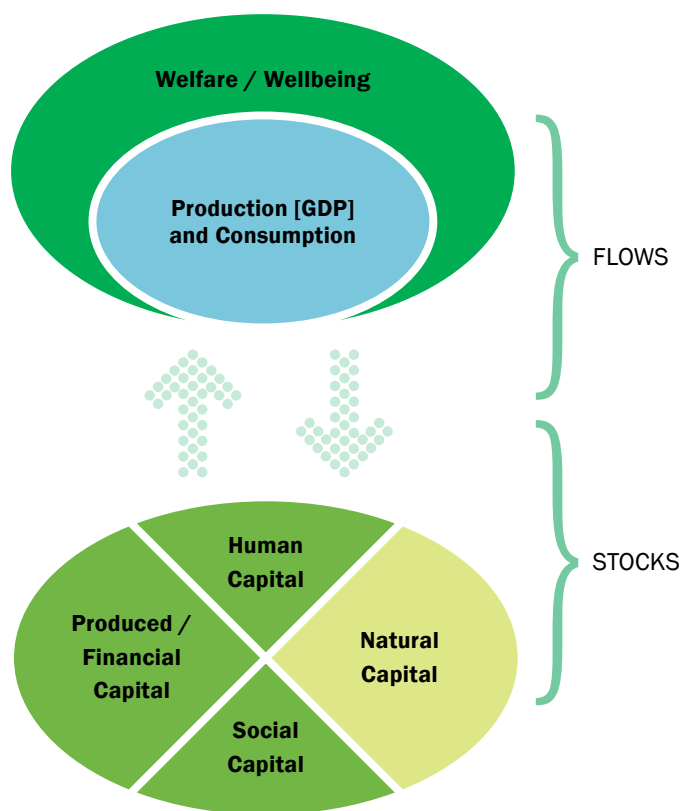 Welfare / Wellbeing
Production [GDP]
and Consumption
FLOWS
Human
Capital
Produced /
Financial
Capital
Natural
Capital
Social
Capital
STOCKS